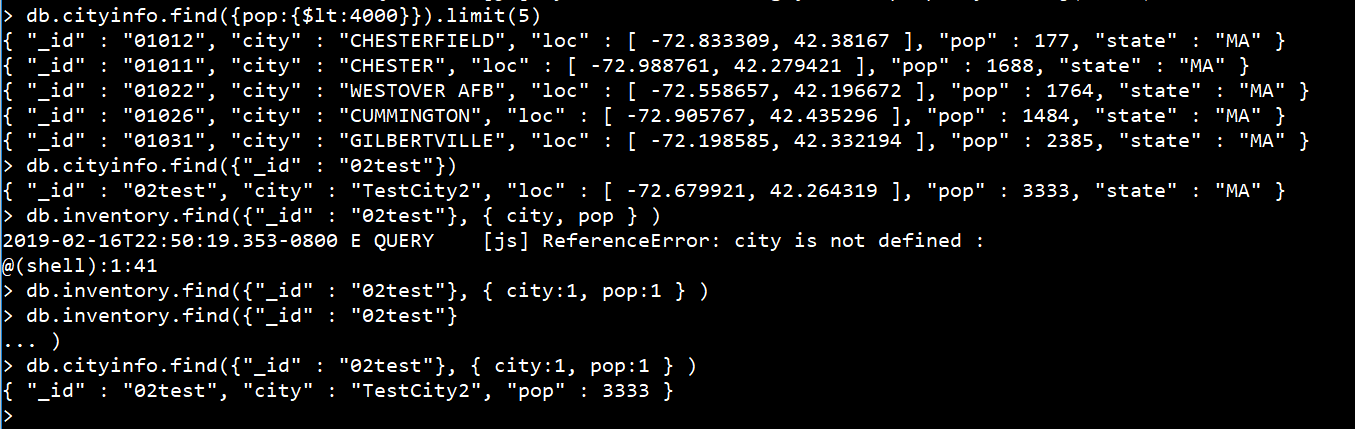 > db.cityinfo.find({pop:{$lt:4000}}).limit(5)
{ "_id" : "01012", "city" : "CHESTERFIELD", "loc" : [ -72.833309, 42.38167 ], "pop" : 177, "state" : "MA" }
{ "_id" : "01011", "city" : "CHESTER", "loc" : [ -72.988761, 42.279421 ], "pop" : 1688, "state" : "MA" }
{ "_id" : "01022", "city" : "WESTOVER AFB", "loc" : [ -72.558657, 42.196672 ], "pop" : 1764, "state" : "MA" }
{ "_id" : "01026", "city" : "CUMMINGTON", "loc" : [ -72.905767, 42.435296 ], "pop" : 1484, "state" : "MA" }
{ "_id" : "01031", "city" : "GILBERTVILLE", "loc" : [ -72.198585, 42.332194 ], "pop" : 2385, "state" : "MA" }
> db.cityinfo.find({"_id" : "02test"})
{ "_id" : "02test", "city" : "TestCity2", "loc" : [ -72.679921, 42.264319 ], "pop" : 3333, "state" : "MA" }
> db.inventory.find({"_id" : "02test"}, { city, pop } )
2019-02-16T22:50:19.353-0800 E QUERY    [js] ReferenceError: city is not defined :
@(shell):1:41
> db.inventory.find({"_id" : "02test"}, { city:1, pop:1 } )
> db.inventory.find({"_id" : "02test"}
... )
> db.cityinfo.find({"_id" : "02test"}, { city:1, pop:1 } )
{ "_id" : "02test", "city" : "TestCity2", "pop" : 3333 }
>